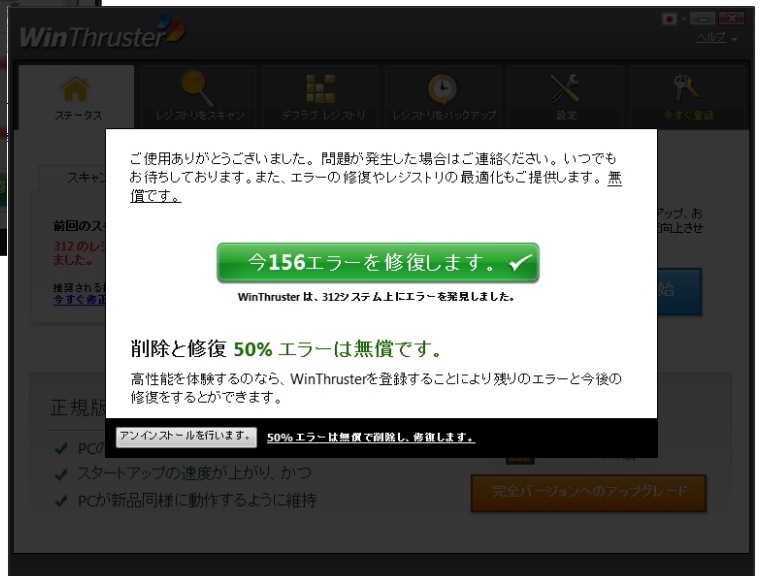 WinThruster
ヘルプ
ステータス
レジストリをスキャン
デフラグ レジストリ
レジストリをバックアップ
設定
今すぐ登録
スキャン
ご使用ありがとうございました。問題が発生した場合はご連絡ください。いつでも
お待ちしております。また、エラーの修復やレジストリの最適化もご提供します。無
償です。
前回のス
312 のレジ
ました。
アップ、お
向上させ
今156エラーを修復します。
WinThruster は、312システム上にエラーを発見しました。
推奨される
今すぐ修正
始
削除と修復 50% エラーは無償です。
高性能を体験するのなら、WinThrusterを登録することにより残りのエラーと今後の
修復をするとができます。
正規版
アンインストールを行います。
50% エラーは無償で削除し、修復します。
PCの
スタートアップの速度が上がり、かつ
PCが新品同様に動作するように維持
完全バージョンへのアップグレード